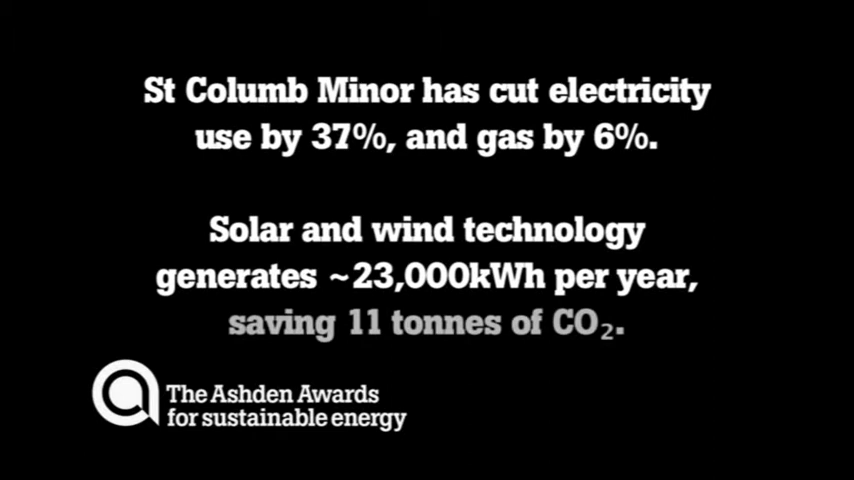 St Columb Minor has cut electricity
use by 37%, and gas by 6%.
Solar and wind technology
generates ~23,000kWh per year,
saving 11 tonnes of CO₂.
The Ashden Awards
for sustainable energy